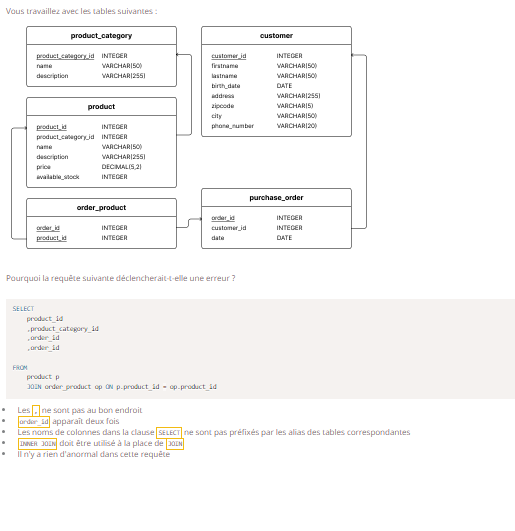 Vous travaillez avec les tables suivantes :
product_category
product_category_id INTEGER
name VARCHAR(50)
description VARCHAR(255)
customer
customer_id INTEGER
firstname VARCHAR(50)
lastname VARCHAR(50)
birth_date DATE
address VARCHAR(255)
zipcode VARCHAR(5)
city VARCHAR(50)
phone_number VARCHAR(20)
product
product_id INTEGER
product_category_id INTEGER
name VARCHAR(50)
description VARCHAR(255)
price DECIMAL(5,2)
available_stock INTEGER
order_product
order_id INTEGER
product_id INTEGER
purchase_order
order_id INTEGER
customer_id INTEGER
date DATE
Pourquoi la requête suivante déclencherait-t-elle une erreur ?
SELECT
product_id
,product_category_id
,order_id
,order_id
FROM
product p
JOIN order_product op ON p.product_id = op.product_id
Les , ne sont pas au bon endroit
order_id apparaît deux fois
Les noms de colonnes dans la clause SELECT ne sont pas préfixés par les alias des tables correspondantes
INNER JOIN doit être utilisé à la place de JOIN
Il n'y a rien d'anormal dans cette requête